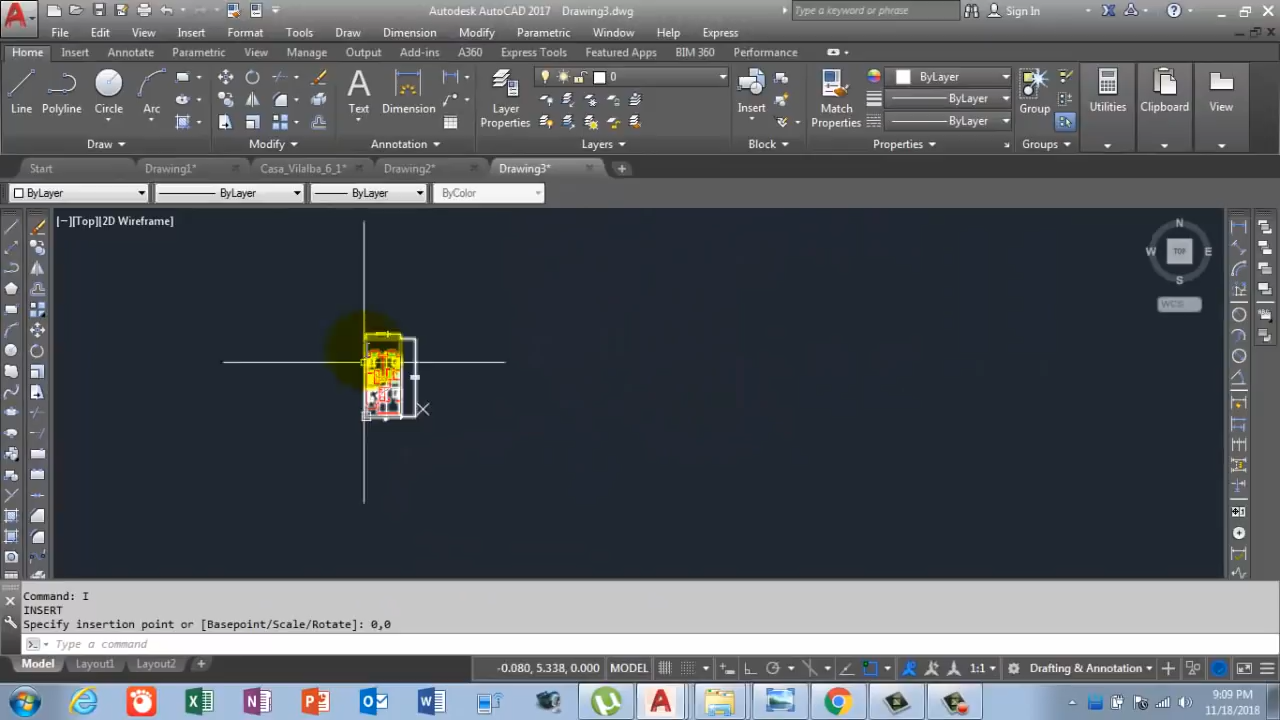 Autodesk AutoCAD 2017 Drawing3.dwg
Type a keyword or phrase
Sign In
File Edit View Insert Format Tools Draw Dimension Modify Parametric Window Help Express
Home Insert Annotate Parametric View Manage Output Add-ins A360 Express Tools Featured Apps BIM 360 Performance
Line Polyline Circle Arc Text Dimension Layer Properties 0 Insert Match Properties ByLayer ByLayer ByLayer Group Utilities Clipboard View
Draw Modify Annotation Layers Block Properties Groups
Start Drawing1* Casa_Vilalba_6_1* Drawing2* Drawing3*
ByLayer ByLayer ByLayer ByColor
[−][Top][2D Wireframe]
N
W TOP E
S
WCS
Command: I
INSERT
Specify insertion point or [Basepoint/Scale/Rotate]: 0,0
Type a command
Model Layout1 Layout2
-0.080, 5.338, 0.000 MODEL 1:1 Drafting & Annotation
9:09 PM
11/18/2018